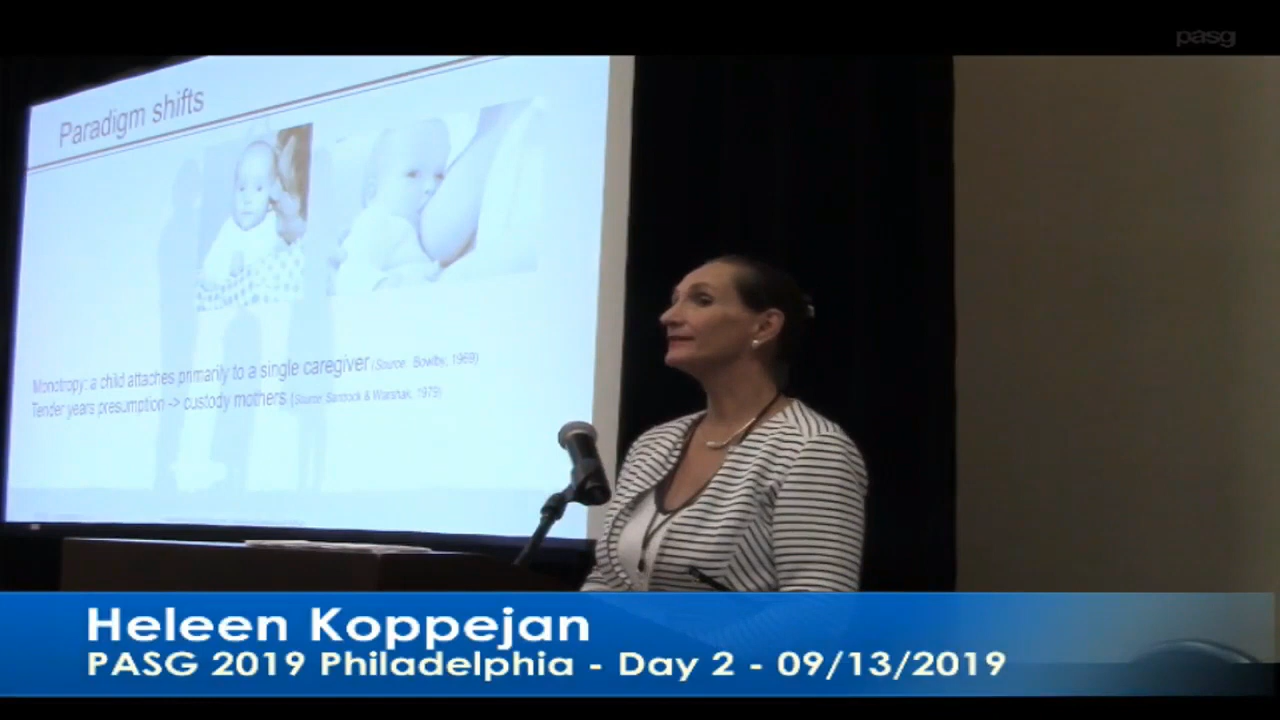 pasg
Paradigm shifts
Monotropy: a child attaches primarily to a single caregiver (Source: Bowlby, 1969)
Tender years presumption -> custody mothers (Source: Santrock & Warshak, 1979)
Heleen Koppejan
PASG 2019 Philadelphia - Day 2 - 09/13/2019